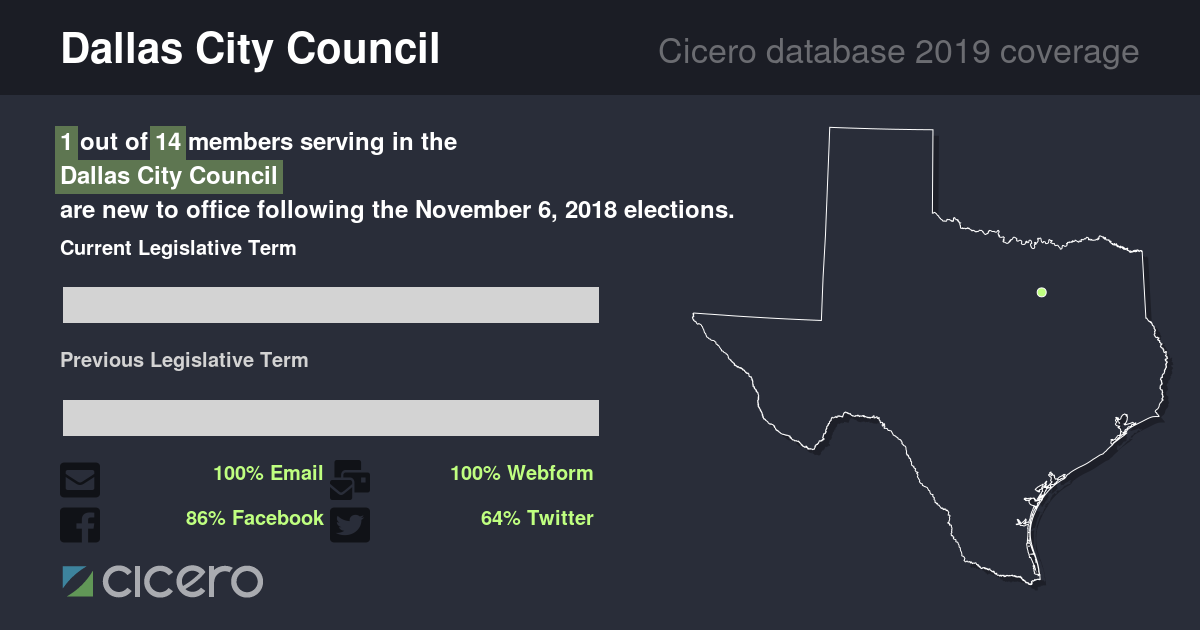 Dallas City Council
Cicero database 2019 coverage
1 out of 14 members serving in the
Dallas City Council
are new to office following the November 6, 2018 elections.
Current Legislative Term
Previous Legislative Term
100% Email
100% Webform
86% Facebook
64% Twitter
cicero